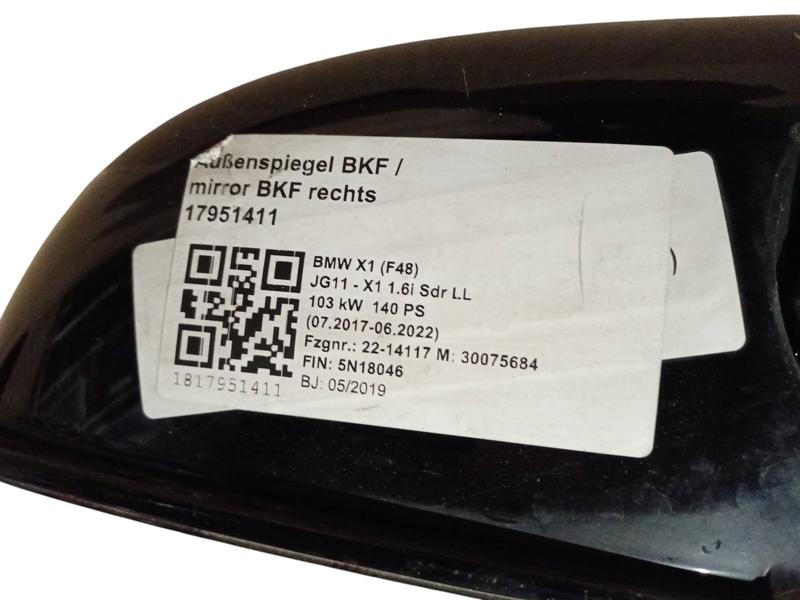 Außenspiegel BKF /
mirror BKF rechts
17951411
BMW X1 (F48)
JG11 - X1 1.6i Sdr LL
103 kW 140 PS
(07.2017-06.2022)
Fzgnr.: 22-14117 M: 30075684
FIN: 5N18046
BJ: 05/2019
1817951411
)